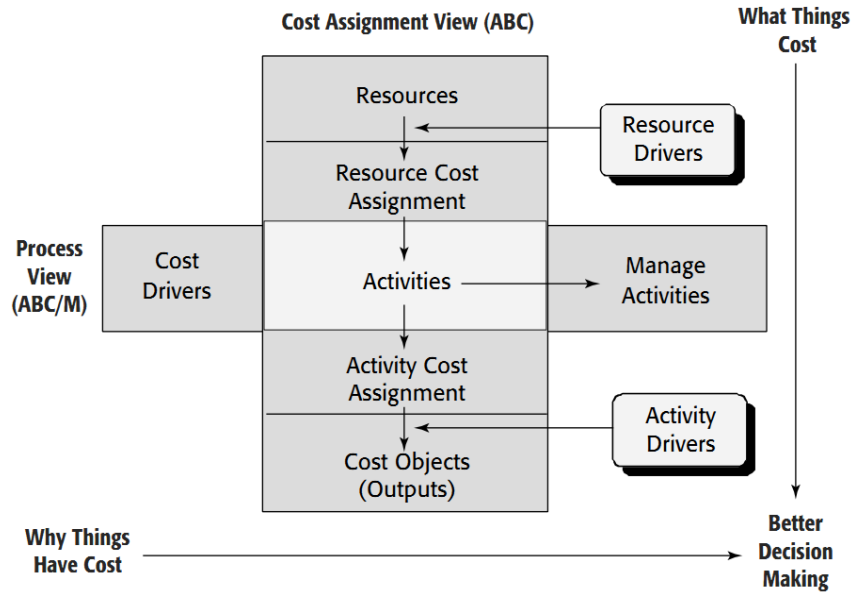 Cost Assignment View (ABC)
What Things
Cost
Resources
Resource
Drivers
Resource Cost
Assignment
Process
View
(ABC/M)
Cost
Drivers
Activities
Manage
Activities
Activity Cost
Assignment
Activity
Drivers
Cost Objects
(Outputs)
Why Things
Have Cost
Better
Decision
Making